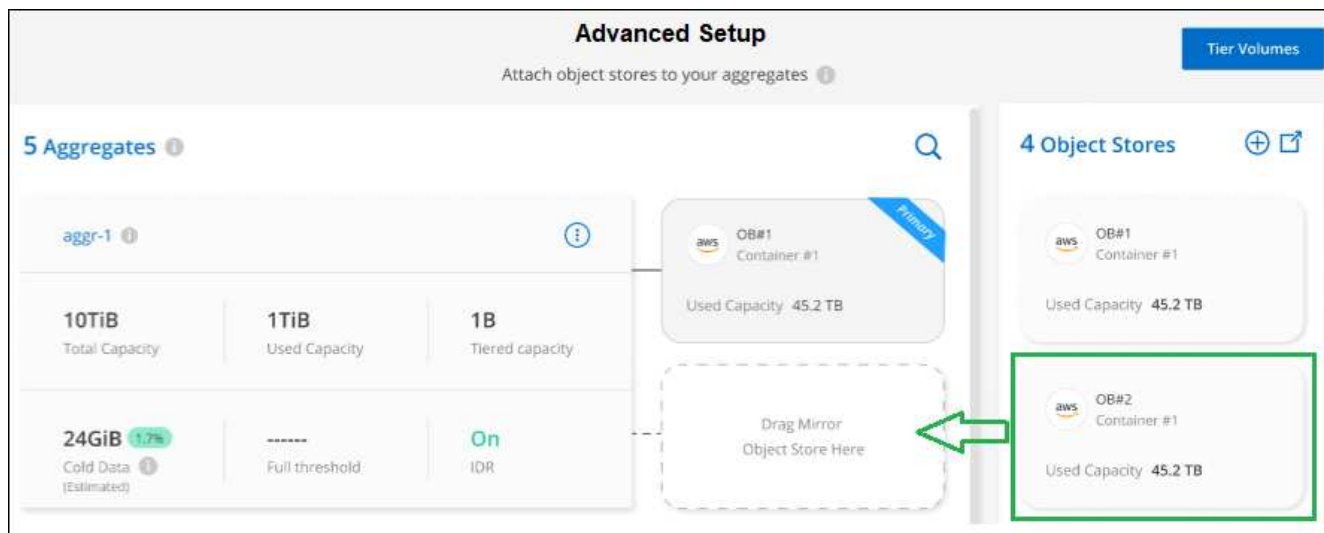 Advanced Setup
Tier Volumes
Attach object stores to your aggregates
5 Aggregates
4 Object Stores
aggr-1
10TiB
Total Capacity
1TiB
Used Capacity
1B
Tiered capacity
24GiB 1.7%
Cold Data
(Estimated)
------
Full threshold
On
IDR
Primary
aws
OB#1
Container #1
Used Capacity 45.2 TB
Drag Mirror
Object Store Here
aws
OB#1
Container #1
Used Capacity 45.2 TB
aws
OB#2
Container #1
Used Capacity 45.2 TB